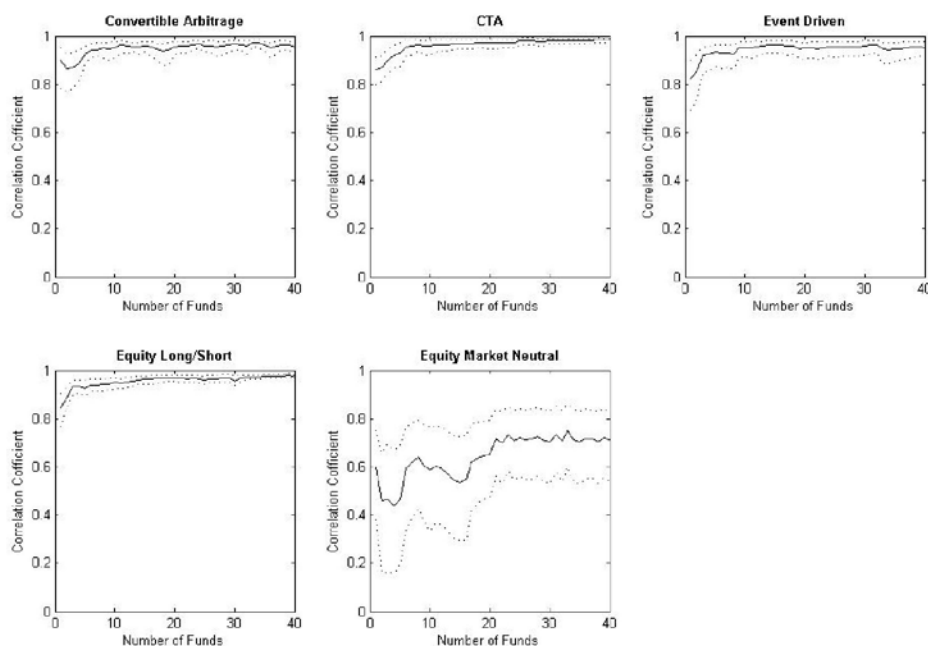 Convertible Arbitrage
1
0.8
0.6
0.4
0.2
0
Correlation Cofficient
0 10 20 30 40
Number of Funds
CTA
1
0.8
0.6
0.4
0.2
0
Correlation Cofficient
0 10 20 30 40
Number of Funds
Event Driven
1
0.8
0.6
0.4
0.2
0
Correlation Cofficient
0 10 20 30 40
Number of Funds
Equity Long/Short
1
0.8
0.6
0.4
0.2
0
Correlation Cofficient
0 10 20 30 40
Number of Funds
Equity Market Neutral
1
0.8
0.6
0.4
0.2
0
Correlation Cofficient
0 10 20 30 40
Number of Funds